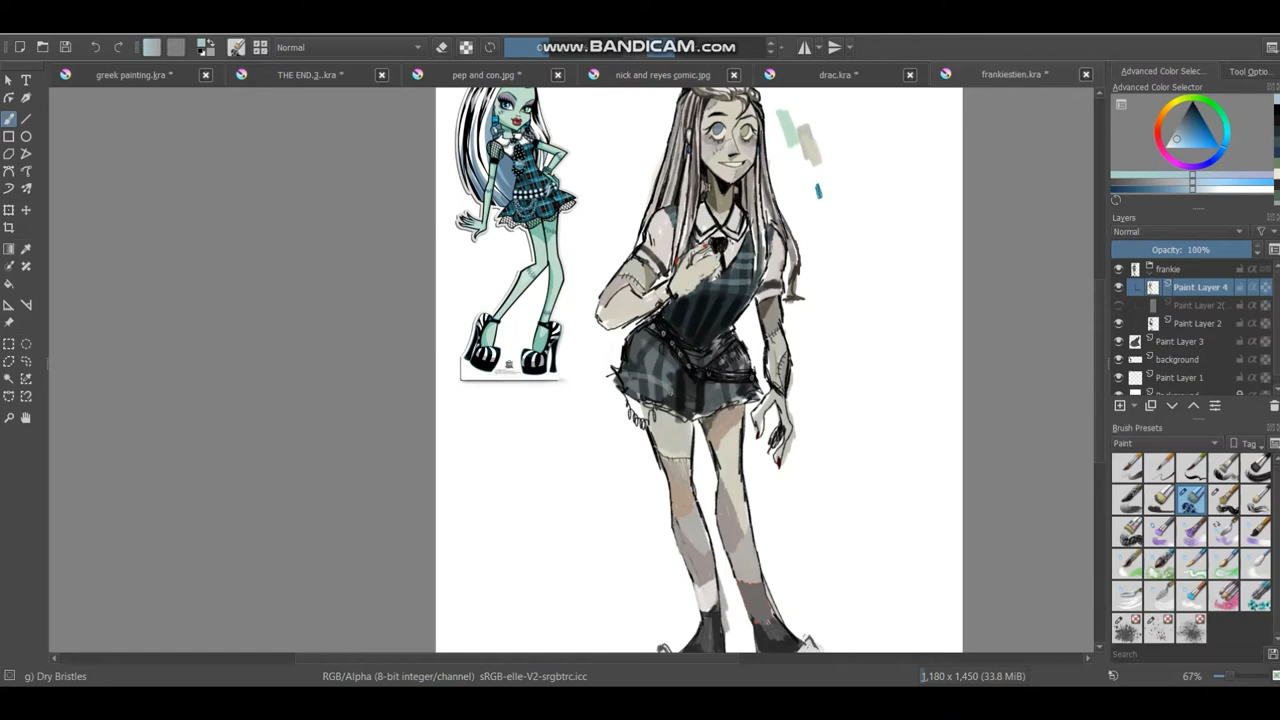 Normal
www.BANDICAM.com
greek painting.kra *
THE END.3..kra *
pep and con.jpg *
nick and reyes comic.jpg
drac.kra *
frankiestien.kra *
Advanced Color Selec...
Tool Optio...
Advanced Color Selector
Layers
Normal
Opacity: 100%
frankie
Paint Layer 4
Paint Layer 2(
Paint Layer 2
Paint Layer 3
background
Paint Layer 1
Brush Presets
Paint
Tag
Search
g) Dry Bristles
RGB/Alpha (8-bit integer/channel) sRGB-elle-V2-srgbtrc.icc
1,180 x 1,450 (33.8 MiB)
67%